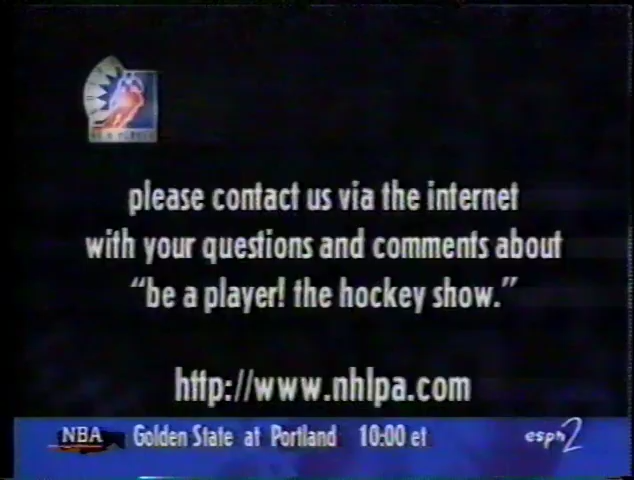 please contact us via the internet
with your questions and comments about
“be a player! the hockey show.”
http://www.nhlpa.com
NBA Golden State at Portland 10:00 et espn2